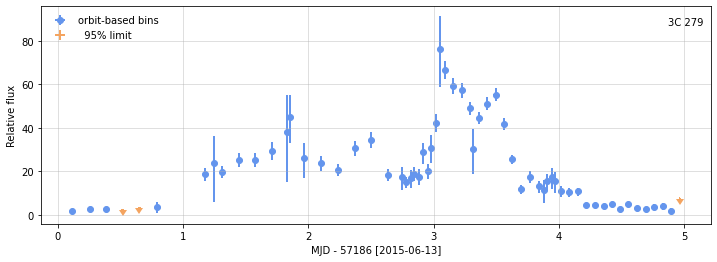 orbit-based bins
95% limit
3C 279
80
60
40
20
0
Relative flux
0 1 2 3 4 5
MJD - 57186 [2015-06-13]